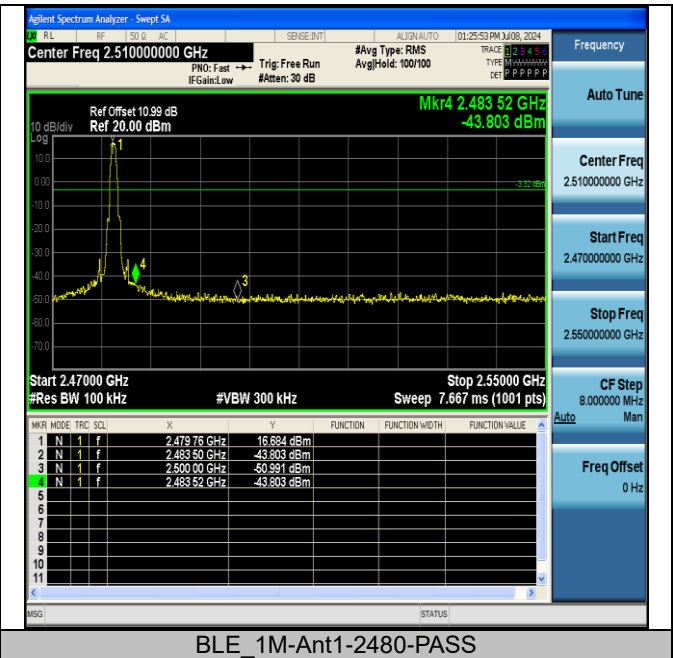 Agilent Spectrum Analyzer - Swept SA
RL RF 50 Ω AC SENSE:INT ALIGN AUTO 01:25:53 PM Jul 08, 2024
Center Freq 2.510000000 GHz
PNO: Fast
IFGain:Low
Trig: Free Run
#Atten: 30 dB
#Avg Type: RMS
Avg|Hold: 100/100
TRACE 1 2 3 4 5 6
TYPE
DET P P P P P P
Frequency
Ref Offset 10.99 dB
Ref 20.00 dBm
10 dB/div
Log
Mkr4 2.483 52 GHz
-43.803 dBm
10.0
0.00
-10.0
-20.0
-30.0
-40.0
-50.0
-60.0
-70.0
1
4
3
-3.32 dBm
Start 2.47000 GHz
Stop 2.55000 GHz
#Res BW 100 kHz
#VBW 300 kHz
Sweep 7.667 ms (1001 pts)
MKR MODE TRC SCL X Y FUNCTION FUNCTION WIDTH FUNCTION VALUE
1 N 1 f 2.479 76 GHz 16.684 dBm
2 N 1 f 2.483 50 GHz -43.803 dBm
3 N 1 f 2.500 00 GHz -50.991 dBm
4 N 1 f 2.483 52 GHz -43.803 dBm
5
6
7
8
9
10
11
MSG
STATUS
Auto Tune
Center Freq
2.510000000 GHz
Start Freq
2.470000000 GHz
Stop Freq
2.550000000 GHz
CF Step
8.000000 MHz
Auto Man
Freq Offset
0 Hz
BLE_1M-Ant1-2480-PASS